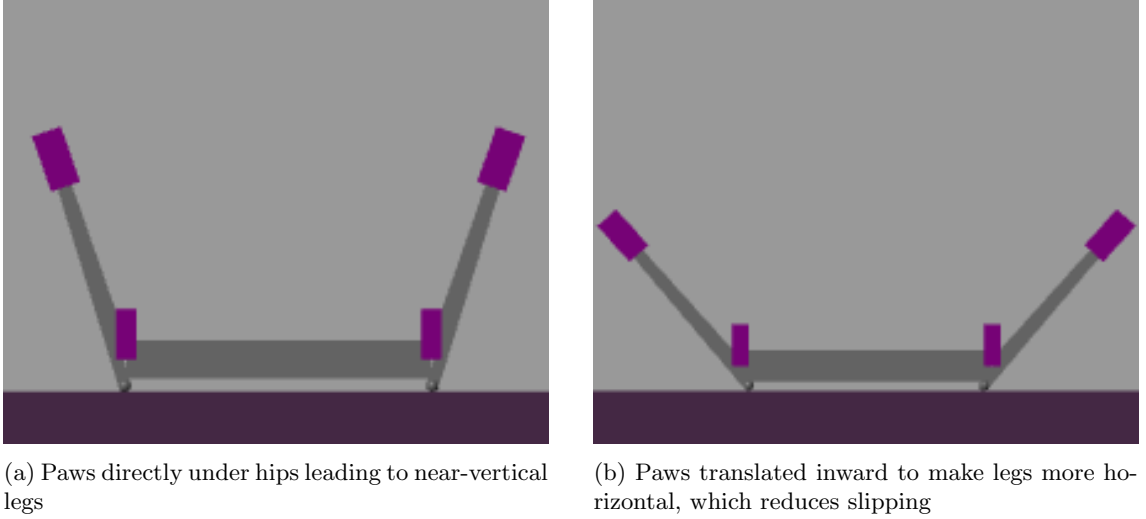 (a) Paws directly under hips leading to near-vertical
legs
(b) Paws translated inward to make legs more ho-
rizontal, which reduces slipping